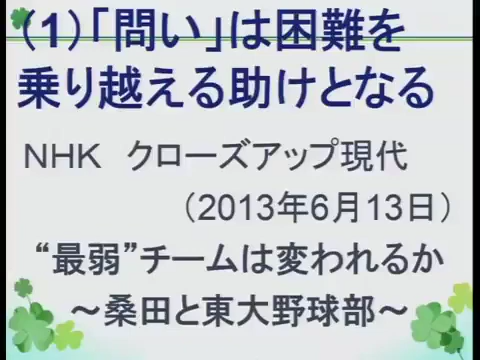 (1)「問い」は困難を
乗り越える助けとなる
NHK　クローズアップ現代
（2013年6月13日）
“最弱”チームは変われるか
～桑田と東大野球部～